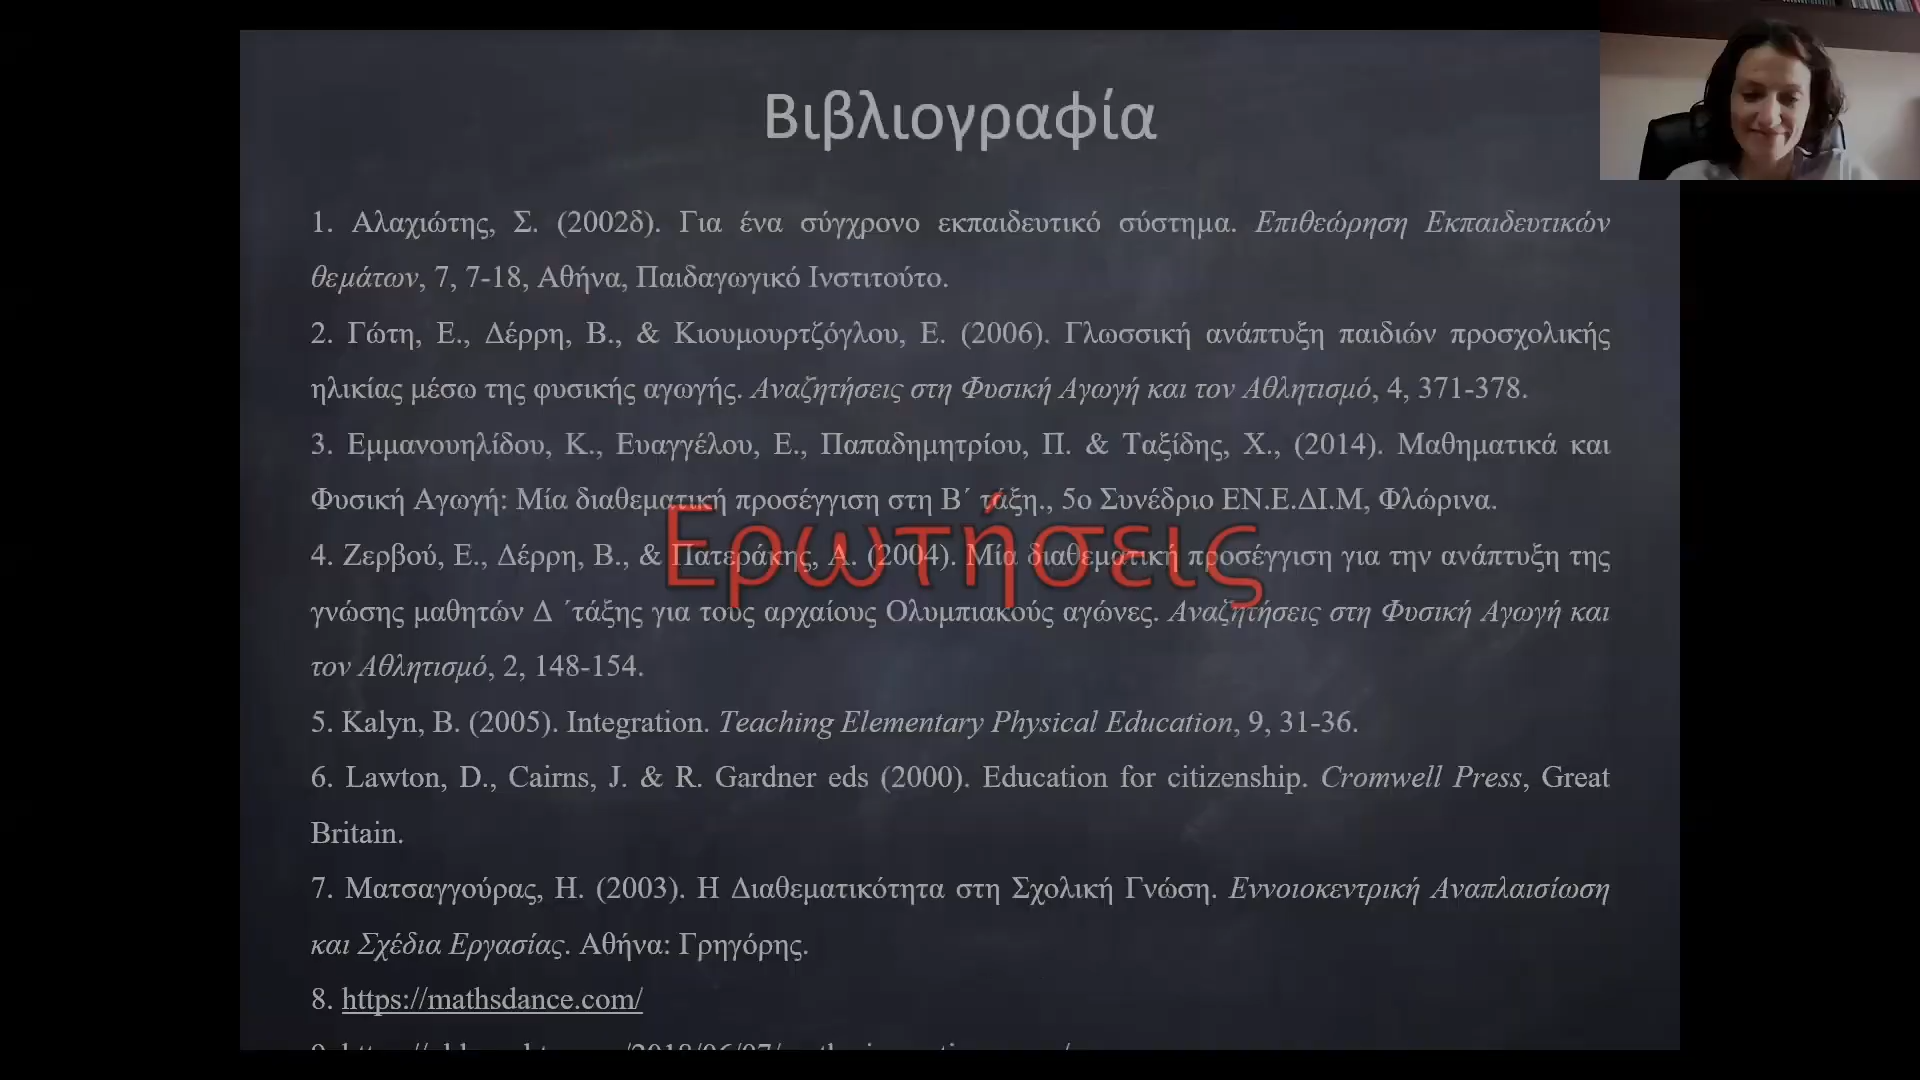 Βιβλιογραφία
1. Αλαχιώτης, Σ. (2002δ). Για ένα σύγχρονο εκπαιδευτικό σύστημα. Επιθεώρηση Εκπαιδευτικών
θεμάτων, 7, 7-18, Αθήνα, Παιδαγωγικό Ινστιτούτο.
2. Γώτη, Ε., Δέρρη, Β., & Κιουμουρτζόγλου, Ε. (2006). Γλωσσική ανάπτυξη παιδιών προσχολικής
ηλικίας μέσω της φυσικής αγωγής. Αναζητήσεις στη Φυσική Αγωγή και τον Αθλητισμό, 4, 371-378.
3. Εμμανουηλίδου, Κ., Ευαγγέλου, Ε., Παπαδημητρίου, Π. & Ταξίδης, Χ., (2014). Μαθηματικά και
Φυσική Αγωγή: Μία διαθεματική προσέγγιση στη Β΄ τάξη., 5ο Συνέδριο ΕΝ.Ε.ΔΙ.Μ, Φλώρινα.
Ερωτήσεις
4. Ζερβού, Ε., Δέρρη, Β., & Πατεράκης, Α. (2004). Μία διαθεματική προσέγγιση για την ανάπτυξη της
γνώσης μαθητών Δ ΄τάξης για τους αρχαίους Ολυμπιακούς αγώνες. Αναζητήσεις στη Φυσική Αγωγή και
τον Αθλητισμό, 2, 148-154.
5. Kalyn, B. (2005). Integration. Teaching Elementary Physical Education, 9, 31-36.
6. Lawton, D., Cairns, J. & R. Gardner eds (2000). Education for citizenship. Cromwell Press, Great
Britain.
7. Ματσαγγούρας, Η. (2003). Η Διαθεματικότητα στη Σχολική Γνώση. Εννοιοκεντρική Αναπλαισίωση
και Σχέδια Εργασίας. Αθήνα: Γρηγόρης.
8. https://mathsdance.com/